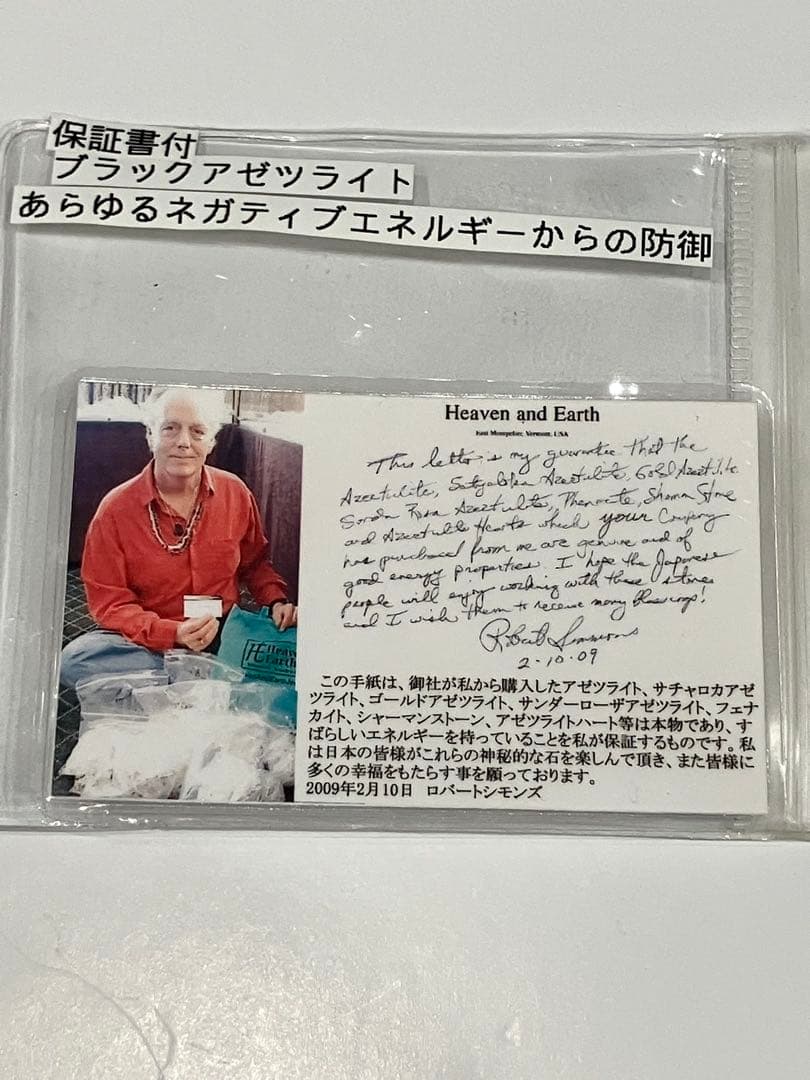 保証書付
ブラックアゼツライト
あらゆるネガティブエネルギーからの防御
Heaven and Earth
East Montpelier, Vermont, USA
This letter is my guarantee that the
Azeztulite, Satyaloka Azeztulite, Gold Azeztulite
Sanda Rosa Azeztulite, Phenacite, Shaman Stone
and Azeztulite Hearts which your Company
has purchased from me are genuine and of
good energy properties. I hope the Japanese
people will enjoy working with these stones
and I wish them to receive many blessings!
Robert Simmons
2-10-09
Heaven
Earth
この手紙は、御社が私から購入したアゼツライト、サチャロカアゼ
ツライト、ゴールドアゼツライト、サンダーローザアゼツライト、フェナ
カイト、シャーマンストーン、アゼツライトハート等は本物であり、す
ばらしいエネルギーを持っていることを私が保証するものです。私
は日本の皆様がこれらの神秘的な石を楽しんで頂き、また皆様に
多くの幸福をもたらす事を願っております。
2009年2月10日 ロバートシモンズ